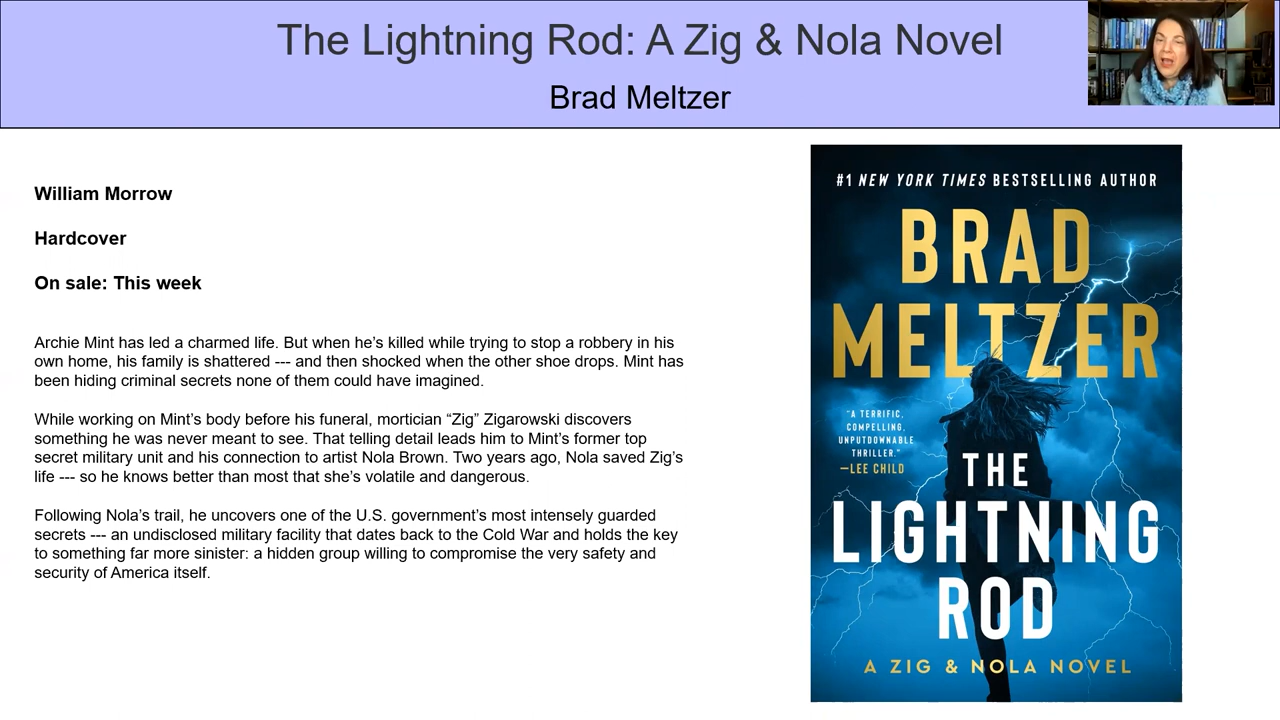 The Lightning Rod: A Zig & Nola Novel
Brad Meltzer
William Morrow
Hardcover
On sale: This week
Archie Mint has led a charmed life. But when he’s killed while trying to stop a robbery in his
own home, his family is shattered --- and then shocked when the other shoe drops. Mint has
been hiding criminal secrets none of them could have imagined.
While working on Mint’s body before his funeral, mortician “Zig” Zigarowski discovers
something he was never meant to see. That telling detail leads him to Mint’s former top
secret military unit and his connection to artist Nola Brown. Two years ago, Nola saved Zig’s
life --- so he knows better than most that she’s volatile and dangerous.
Following Nola’s trail, he uncovers one of the U.S. government’s most intensely guarded
secrets --- an undisclosed military facility that dates back to the Cold War and holds the key
to something far more sinister: a hidden group willing to compromise the very safety and
security of America itself.
#1 NEW YORK TIMES BESTSELLING AUTHOR
BRAD
MELTZER
"A TERRIFIC,
COMPELLING,
UNPUTDOWNABLE
THRILLER."
—LEE CHILD
THE
LIGHTNING
ROD
A ZIG & NOLA NOVEL